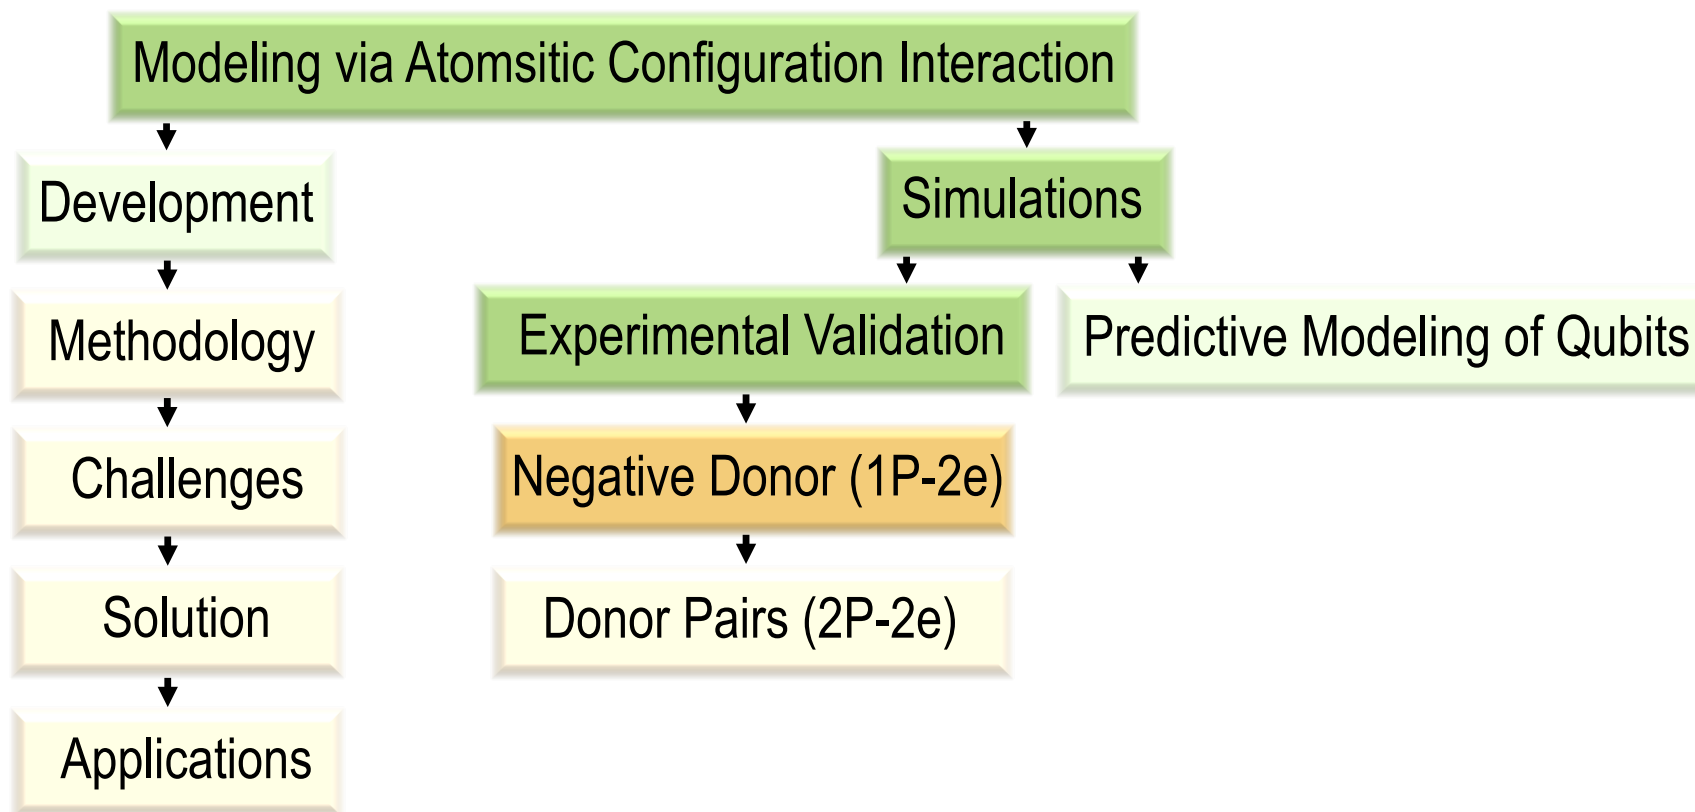 Modeling via Atomsitic Configuration Interaction
Development
Simulations
Methodology
Experimental Validation
Predictive Modeling of Qubits
Challenges
Negative Donor (1P-2e)
Solution
Donor Pairs (2P-2e)
Applications